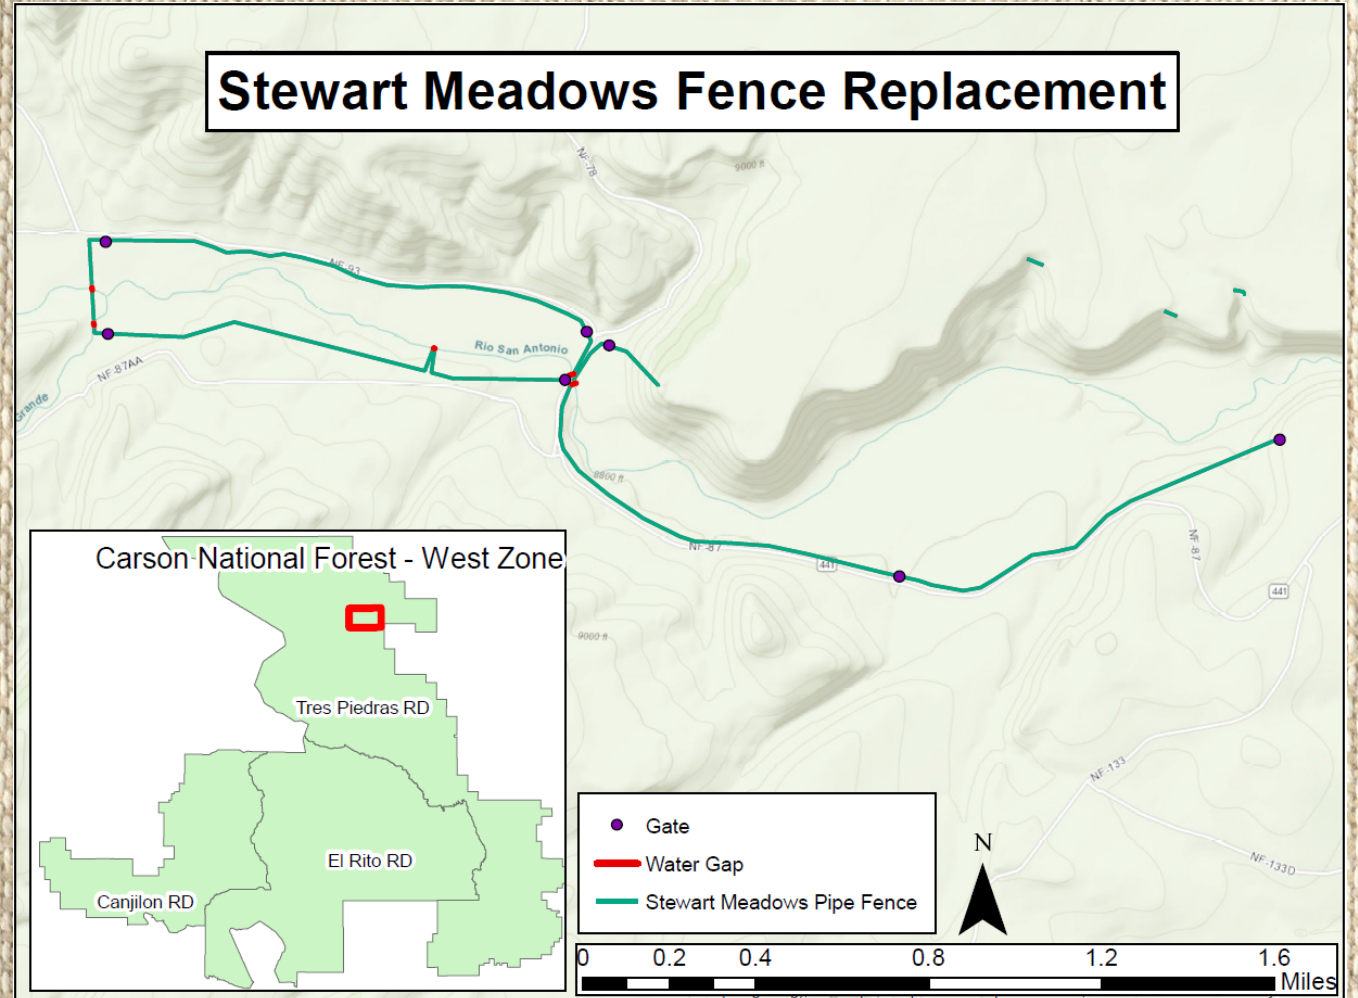 Stewart Meadows Fence Replacement
NF-78
9000 ft
NF-93
Rio San Antonio
NF-87AA
Grande
8800 ft
NF-87
441
NF-87
441
9000 ft
NF-133
NF-133D
Carson National Forest - West Zone
Tres Piedras RD
El Rito RD
Canjilon RD
Gate
Water Gap
Stewart Meadows Pipe Fence
N
0 0.2 0.4 0.8 1.2 1.6
Miles